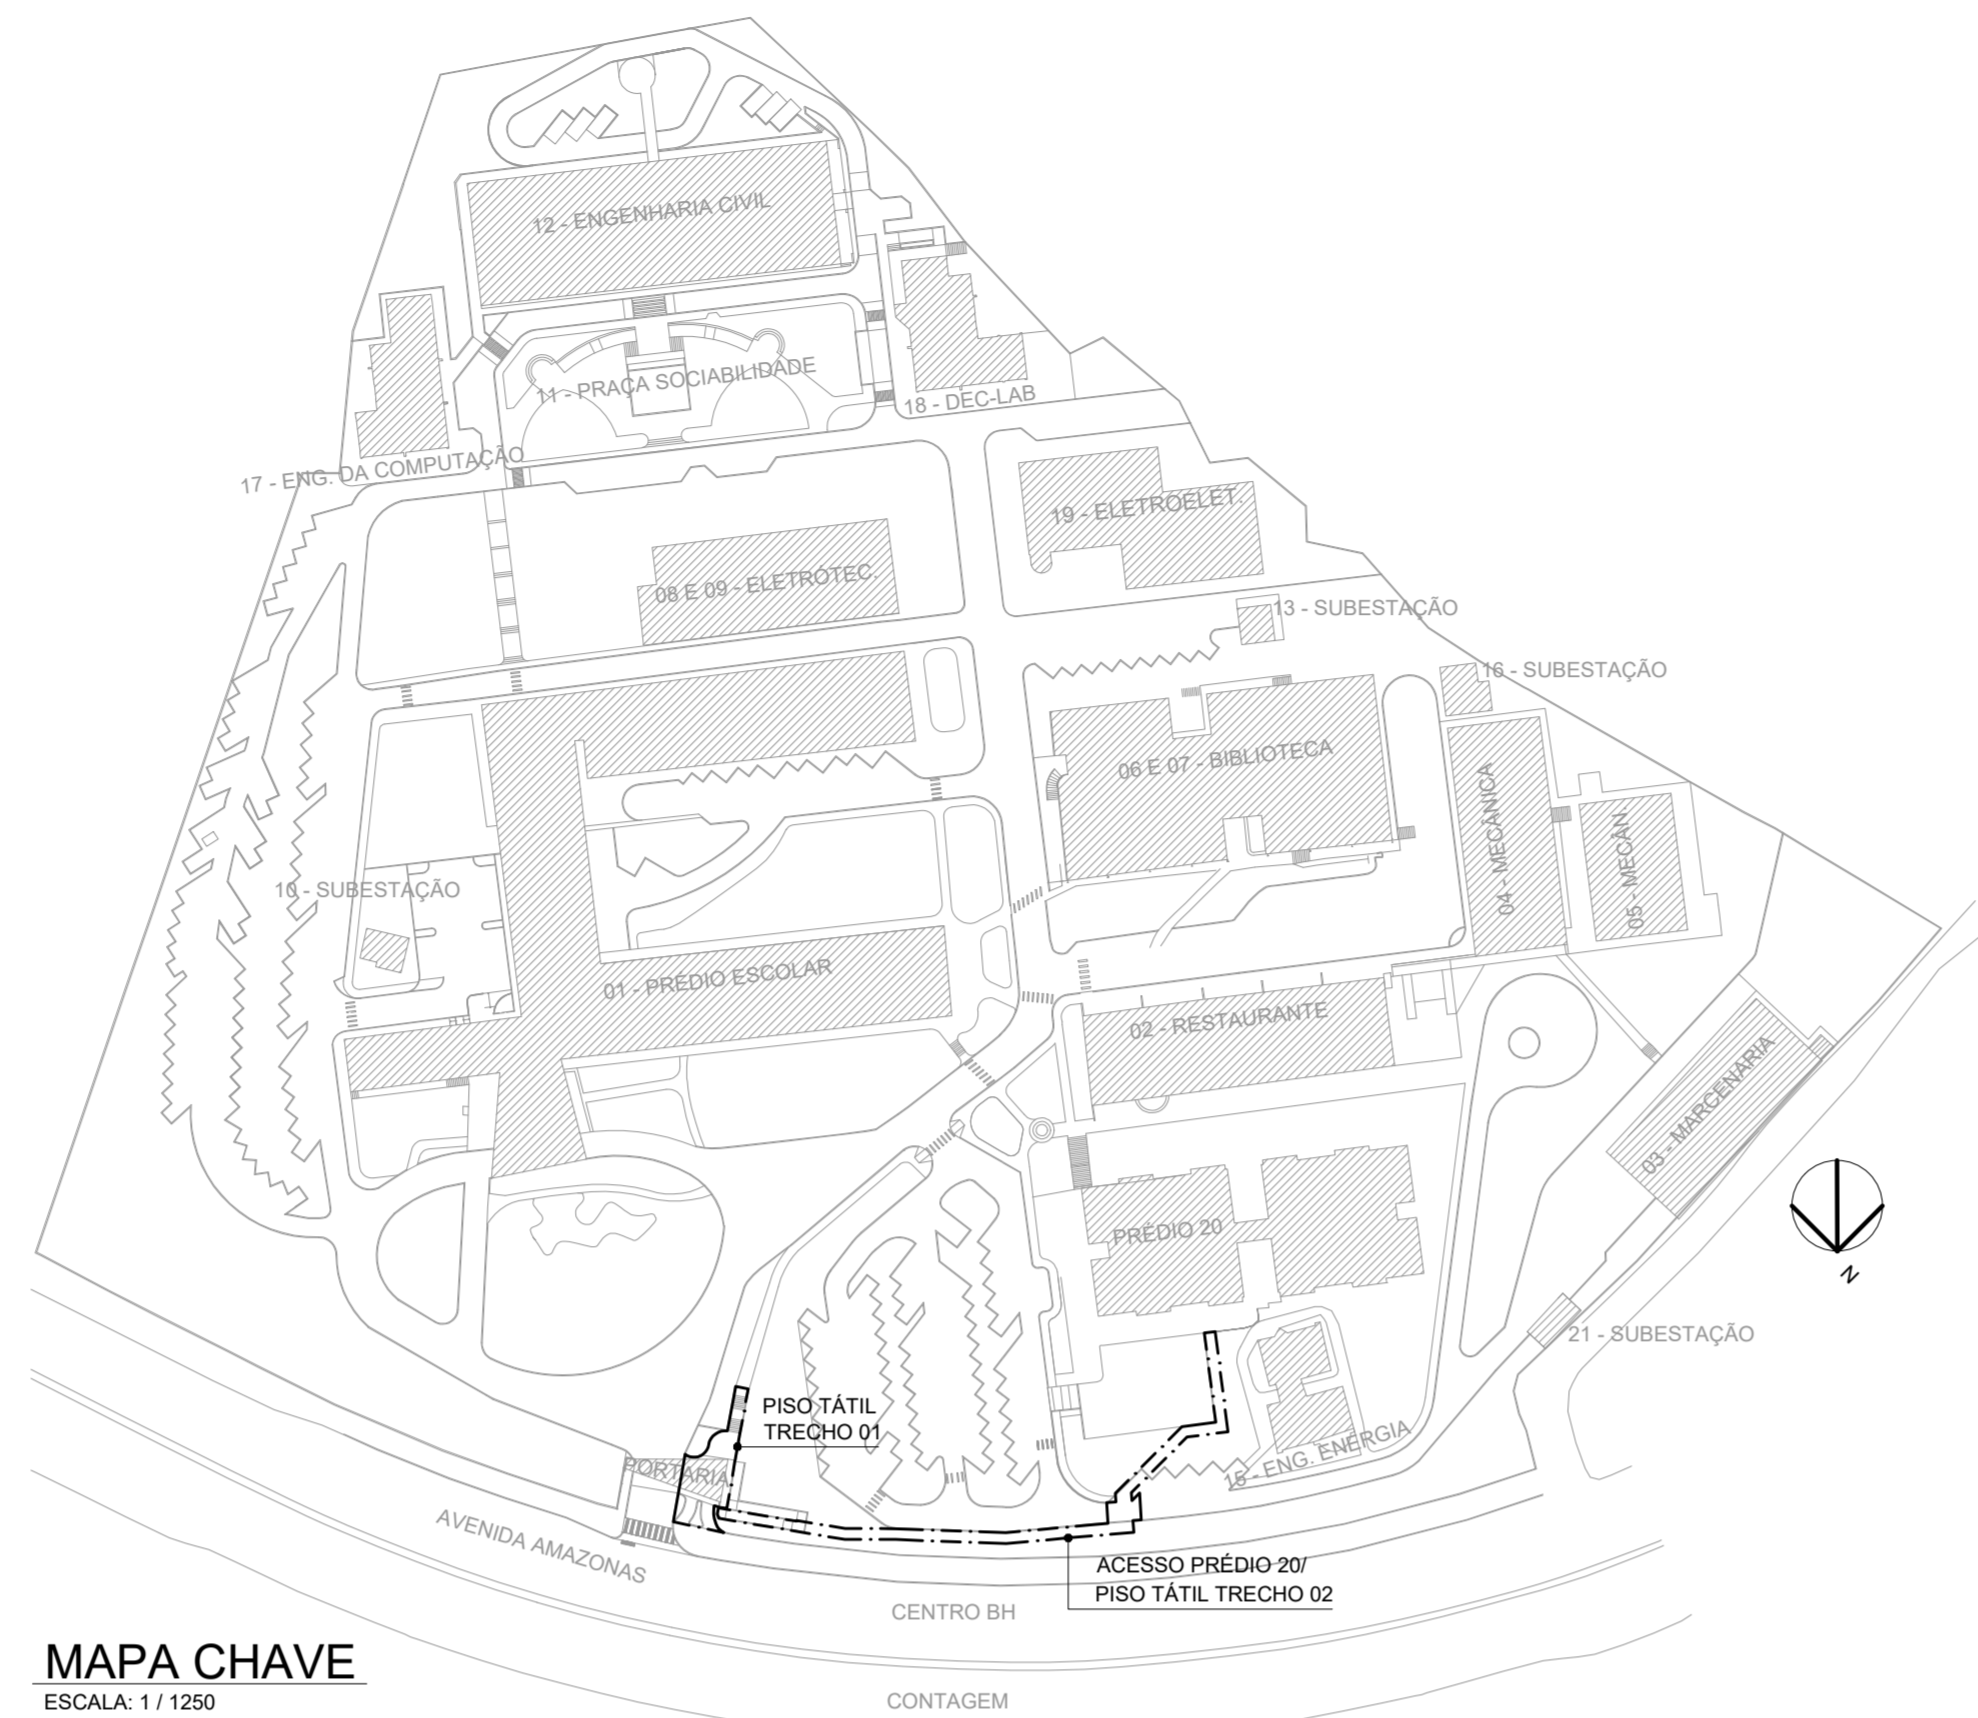 12 - ENGENHARIA CIVIL
11 - PRAÇA SOCIABILIDADE
18 - DEC-LAB
17 - ENG. DA COMPUTAÇÃO
19 - ELETROELET.
08 E 09 - ELETRÓTEC.
13 - SUBESTAÇÃO
16 - SUBESTAÇÃO
06 E 07 - BIBLIOTECA
04 - MECÂNICA
05 - MECÂN.
10 - SUBESTAÇÃO
01 - PRÉDIO ESCOLAR
02 - RESTAURANTE
03 - MARCENARIA
PRÉDIO 20
N
21 - SUBESTAÇÃO
PISO TÁTIL
TRECHO 01
15 - ENG. ENERGIA
PORTARIA
AVENIDA AMAZONAS
ACESSO PRÉDIO 20/
PISO TÁTIL TRECHO 02
CENTRO BH
MAPA CHAVE
ESCALA: 1 / 1250
CONTAGEM